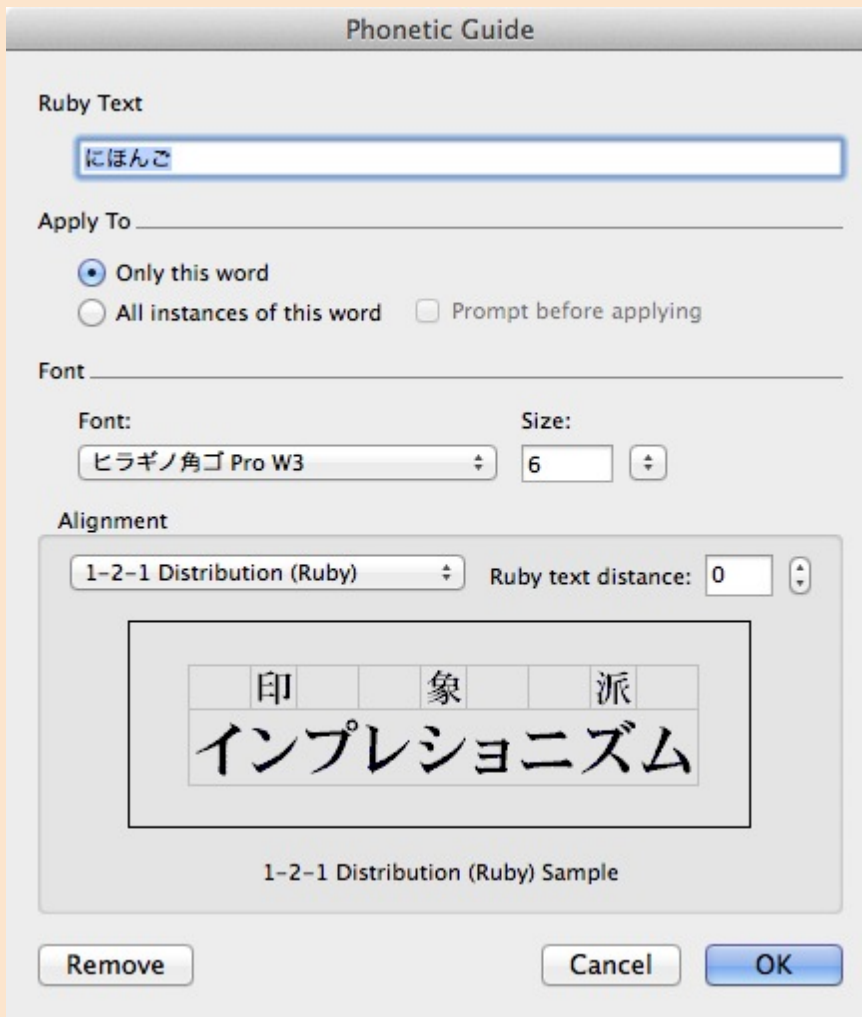 Phonetic Guide
Ruby Text
にほんご
Apply To
Only this word
All instances of this word Prompt before applying
Font
Font: Size:
ヒラギノ角ゴ Pro W3 6
Alignment
1-2-1 Distribution (Ruby) Ruby text distance: 0
印 象 派
インプレショニズム
1-2-1 Distribution (Ruby) Sample
Remove Cancel OK